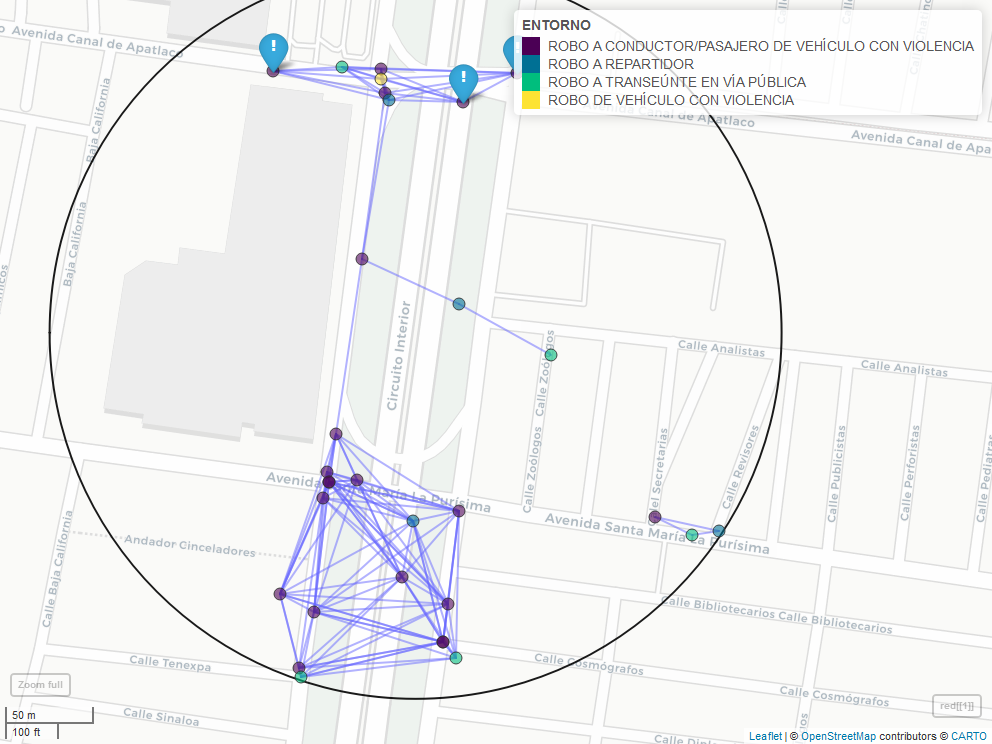 ENTORNO
ROBO A CONDUCTOR/PASAJERO DE VEHÍCULO CON VIOLENCIA
ROBO A REPARTIDOR
ROBO A TRANSEÚNTE EN VÍA PÚBLICA
ROBO DE VEHÍCULO CON VIOLENCIA
Avenida Canal de Apatlaco
Canal de Apatlaco
Avenida Canal de Apa
Baja California
Baja California
Circuito Interior
Calle Analistas
Calle Analistas
Calle Zoólogos
Calle Zoólogos
Secretarias
Calle Revisores
Calle Publicistas
Calle Perforistas
Calle Pediatras
Avenida Santa María La Purísima
Avenida Santa María La Purísima
Andador Cinceladores
Calle Baja California
Calle Bibliotecarios
Calle Bibliotecarios
Calle Tenexpa
Calle Cosmógrafos
Calle Cosmógrafos
Calle Sinaloa
Zoom full
red[[1]]
50 m
100 ft
Leaflet | © OpenStreetMap contributors © CARTO